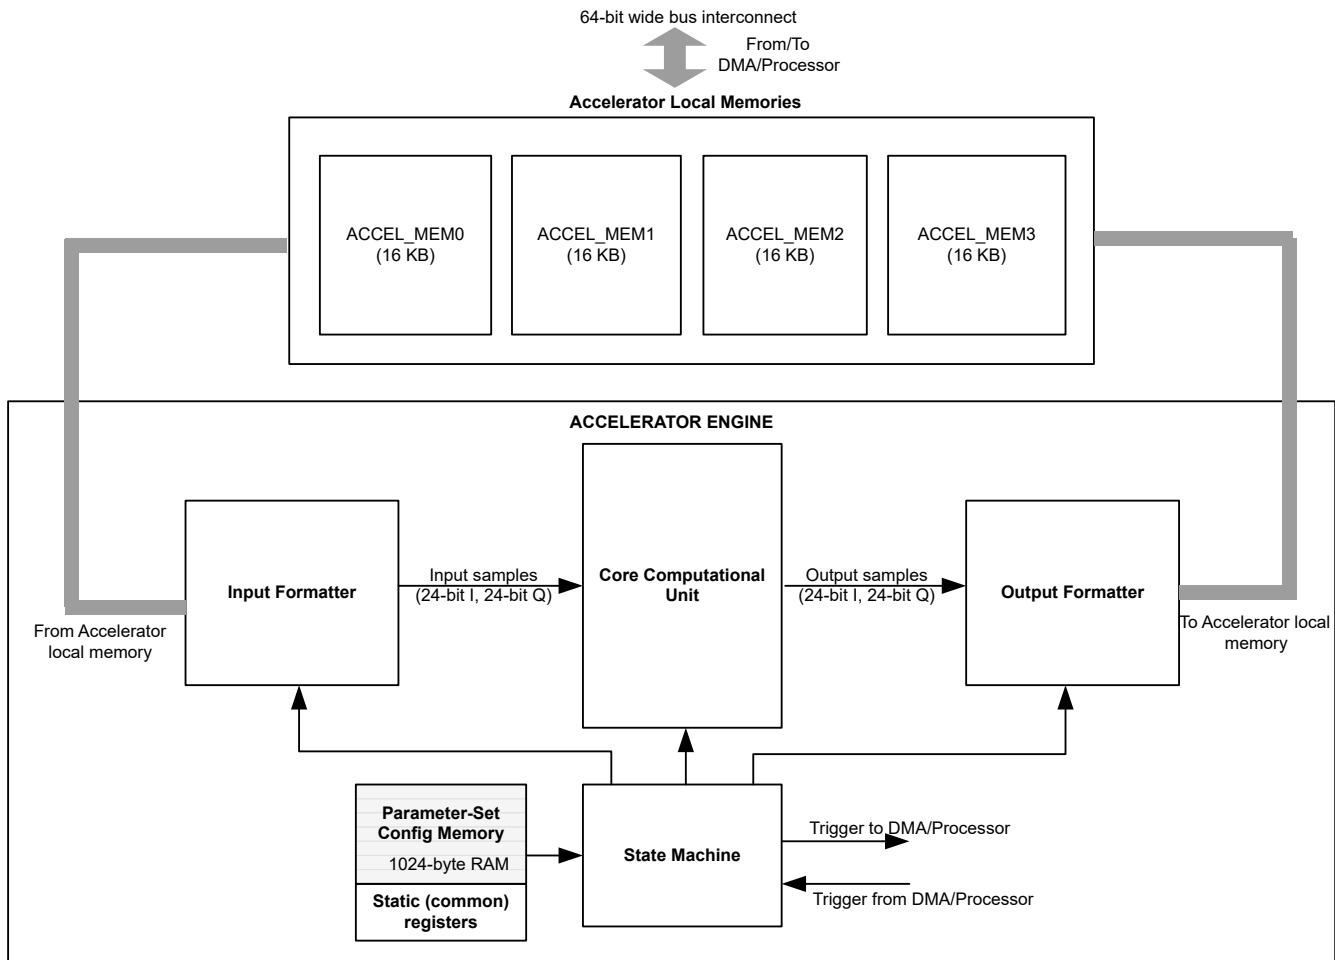 64-bit wide bus interconnect
From/To
DMA/Processor
Accelerator Local Memories
ACCEL_MEM0
(16 KB)
ACCEL_MEM1
(16 KB)
ACCEL_MEM2
(16 KB)
ACCEL_MEM3
(16 KB)
ACCELERATOR ENGINE
Input Formatter
Input samples
(24-bit I, 24-bit Q)
Core Computational
Unit
Output samples
(24-bit I, 24-bit Q)
Output Formatter
From Accelerator
local memory
To Accelerator local
memory
Parameter-Set
Config Memory
1024-byte RAM
Static (common)
registers
State Machine
Trigger to DMA/Processor
Trigger from DMA/Processor